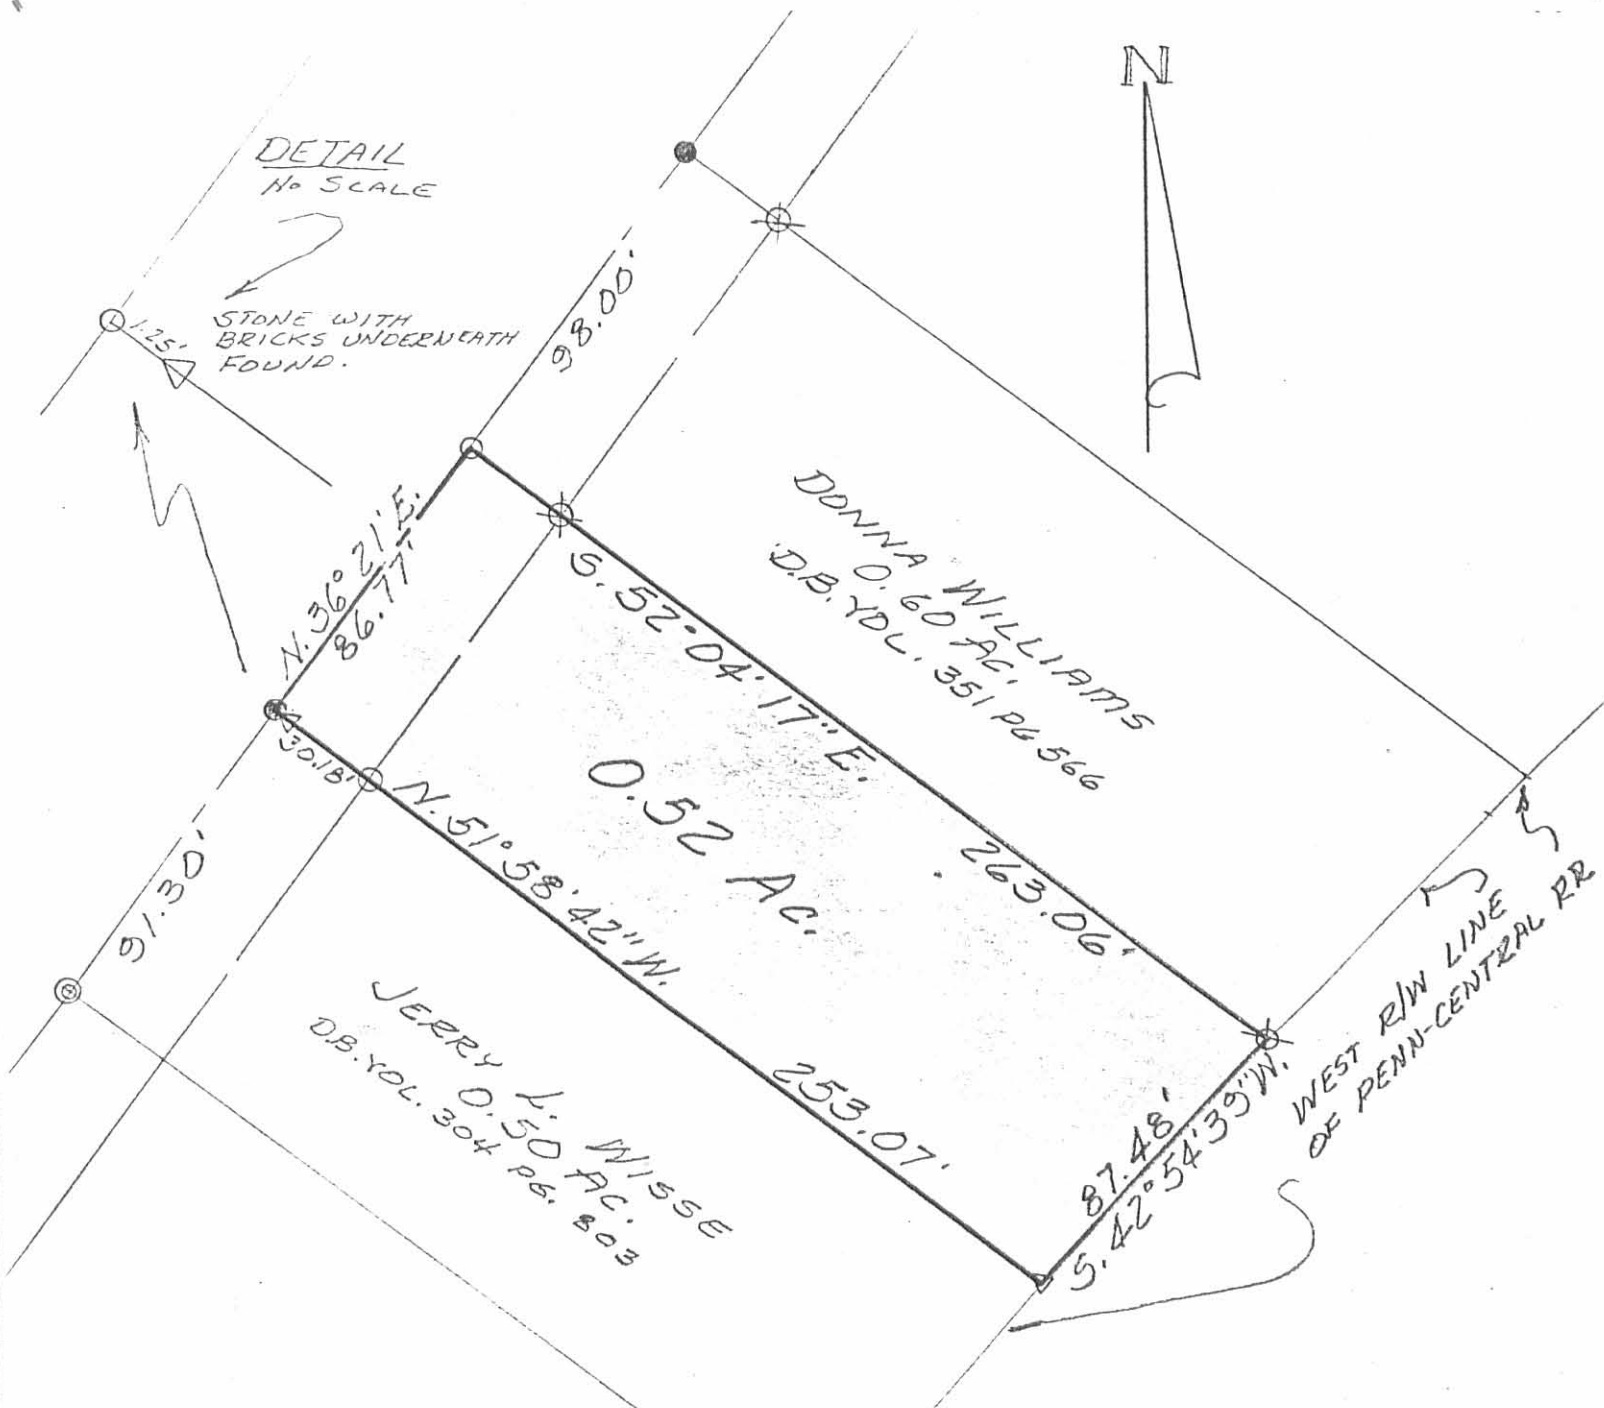 N
DETAIL
No SCALE
STONE WITH
BRICKS UNDERNEATH
FOUND.
1.25'
98.00'
N. 36° 21' E.
86.77'
S. 52° 04' 17" E.
263.06'
DONNA WILLIAMS
0.60 AC.
D.B. VOL. 351 PG 566
0.52 Ac.
30.18'
N. 51° 58' 42" W.
253.07'
91.30'
JERRY L. WISSE
0.50 AC.
D.B. VOL. 304 PG. 803
87.48'
S. 42° 54' 39" W.
WEST R/W LINE
OF PENN-CENTRAL RR